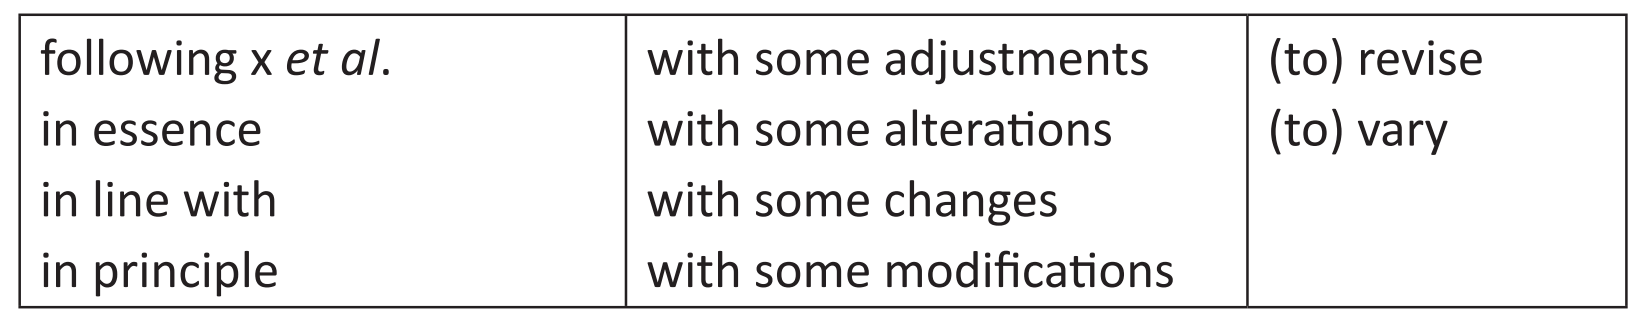 following x et al.
in essence
in line with
in principle
with some adjustments
with some alterations
with some changes
with some modifications
(to) revise
(to) vary